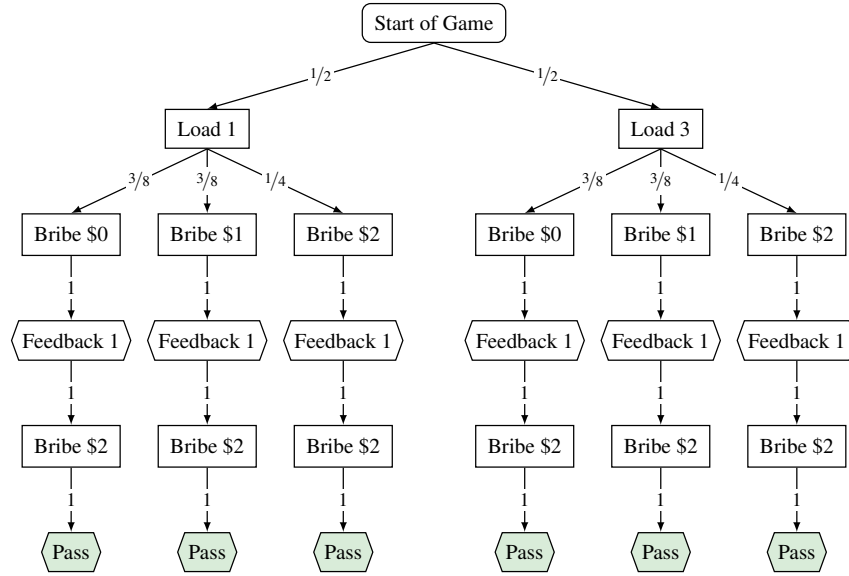 Start of Game
1/2 1/2
Load 1 Load 3
3/8 3/8 1/4 3/8 3/8 1/4
Bribe $0 Bribe $1 Bribe $2 Bribe $0 Bribe $1 Bribe $2
1 1 1 1 1 1
Feedback 1 Feedback 1 Feedback 1 Feedback 1 Feedback 1 Feedback 1
1 1 1 1 1 1
Bribe $2 Bribe $2 Bribe $2 Bribe $2 Bribe $2 Bribe $2
1 1 1 1 1 1
Pass Pass Pass Pass Pass Pass